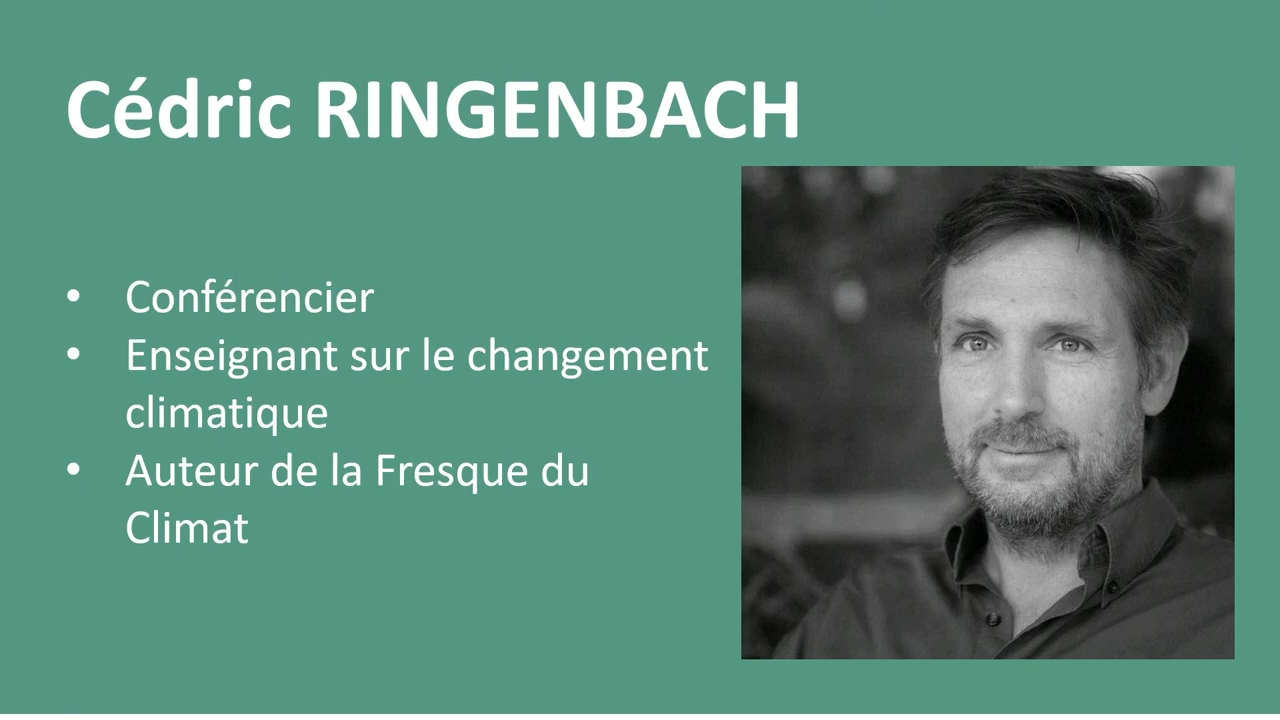 Cédric RINGENBACH
• Conférencier
• Enseignant sur le changement
climatique
• Auteur de la Fresque du
Climat